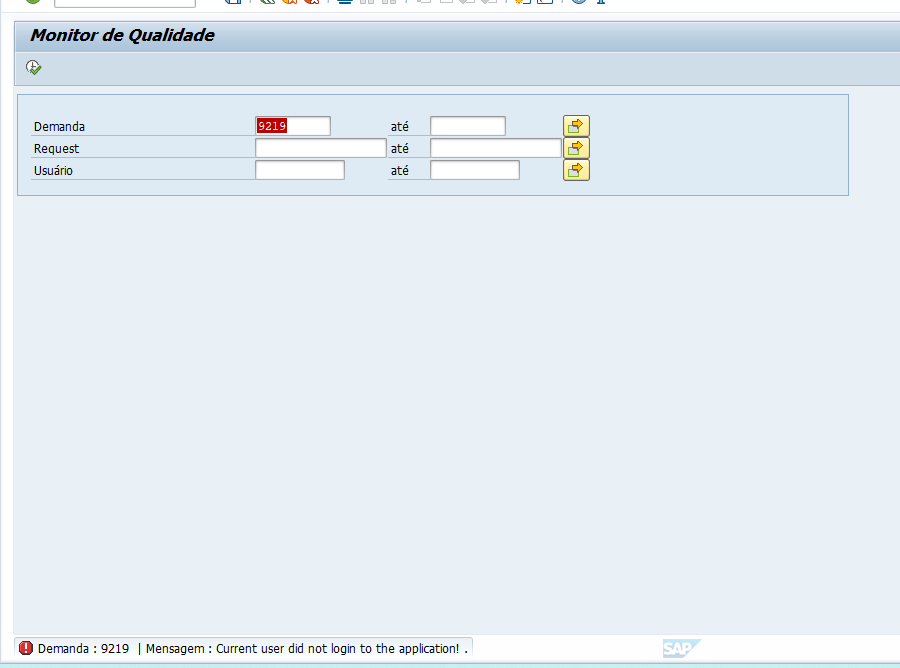 Monitor de Qualidade
Demanda 9219 até
Request até
Usuário até
Demanda : 9219 | Mensagem : Current user did not login to the application! .
SAP